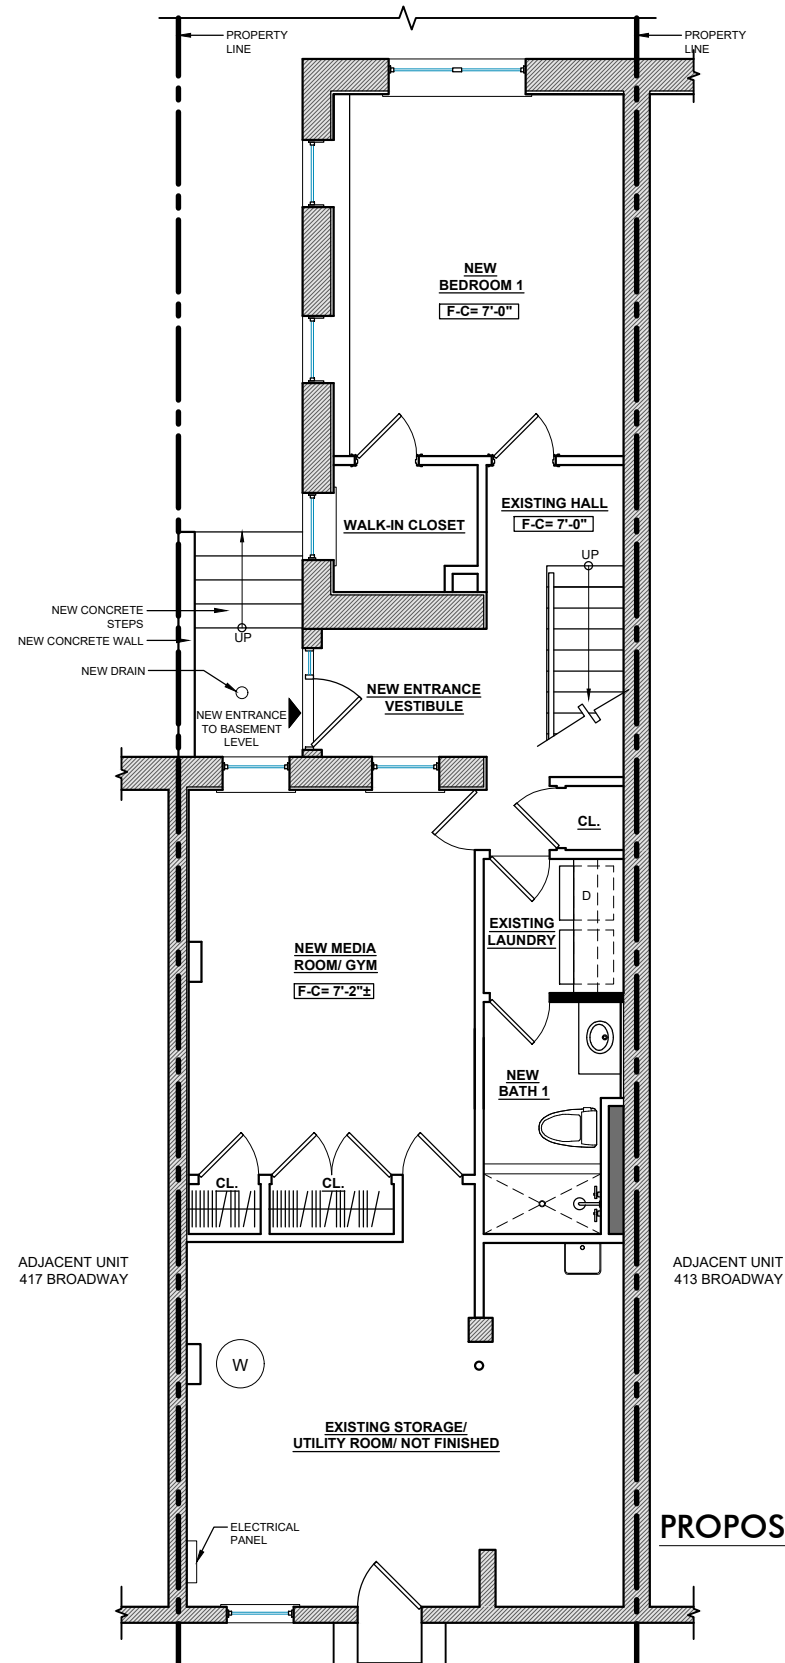 PROPERTY
LINE
PROPERTY
LINE
NEW
BEDROOM 1
F-C= 7'-0"
WALK-IN CLOSET
EXISTING HALL
F-C= 7'-0"
UP
NEW CONCRETE
STEPS
NEW CONCRETE WALL
UP
NEW DRAIN
NEW ENTRANCE
TO BASEMENT
LEVEL
NEW ENTRANCE
VESTIBULE
CL.
D
EXISTING
LAUNDRY
NEW MEDIA
ROOM/ GYM
F-C= 7'-2"±
NEW
BATH 1
CL.
CL.
ADJACENT UNIT
417 BROADWAY
ADJACENT UNIT
413 BROADWAY
W
EXISTING STORAGE/
UTILITY ROOM/ NOT FINISHED
ELECTRICAL
PANEL
PROPOS